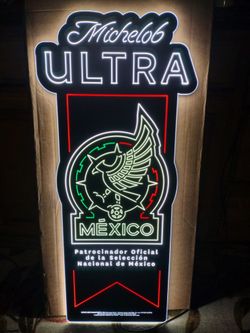 Michelob
ULTRA
MÉXICO
Patrocinador Oficial
de la Selección
Nacional de México